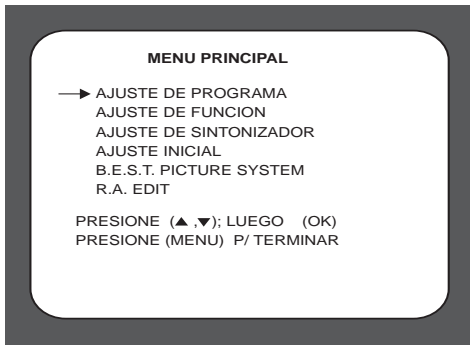 MENU PRINCIPAL
AJUSTE DE PROGRAMA
AJUSTE DE FUNCION
AJUSTE DE SINTONIZADOR
AJUSTE INICIAL
B.E.S.T. PICTURE SYSTEM
R.A. EDIT
PRESIONE (▲ ,▼); LUEGO (OK)
PRESIONE (MENU) P/ TERMINAR